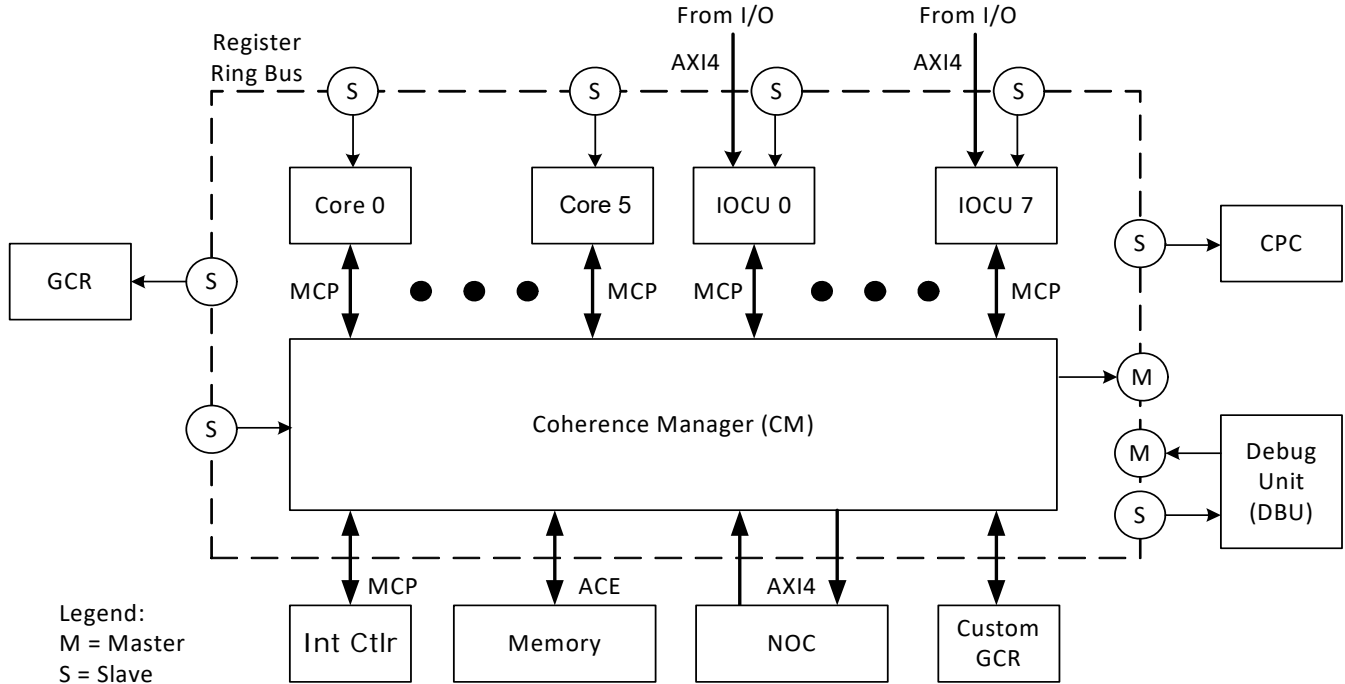 From I/O
From I/O
Register
Ring Bus
AXI4
AXI4
S
S
S
S
Core 0
Core 5
IOCU 0
IOCU 7
S
CPC
GCR
S
MCP
MCP
MCP
MCP
M
S
Coherence Manager (CM)
M
Debug
Unit
(DBU)
S
MCP
ACE
AXI4
Legend:
M = Master
S = Slave
Int Ctlr
Memory
NOC
Custom
GCR